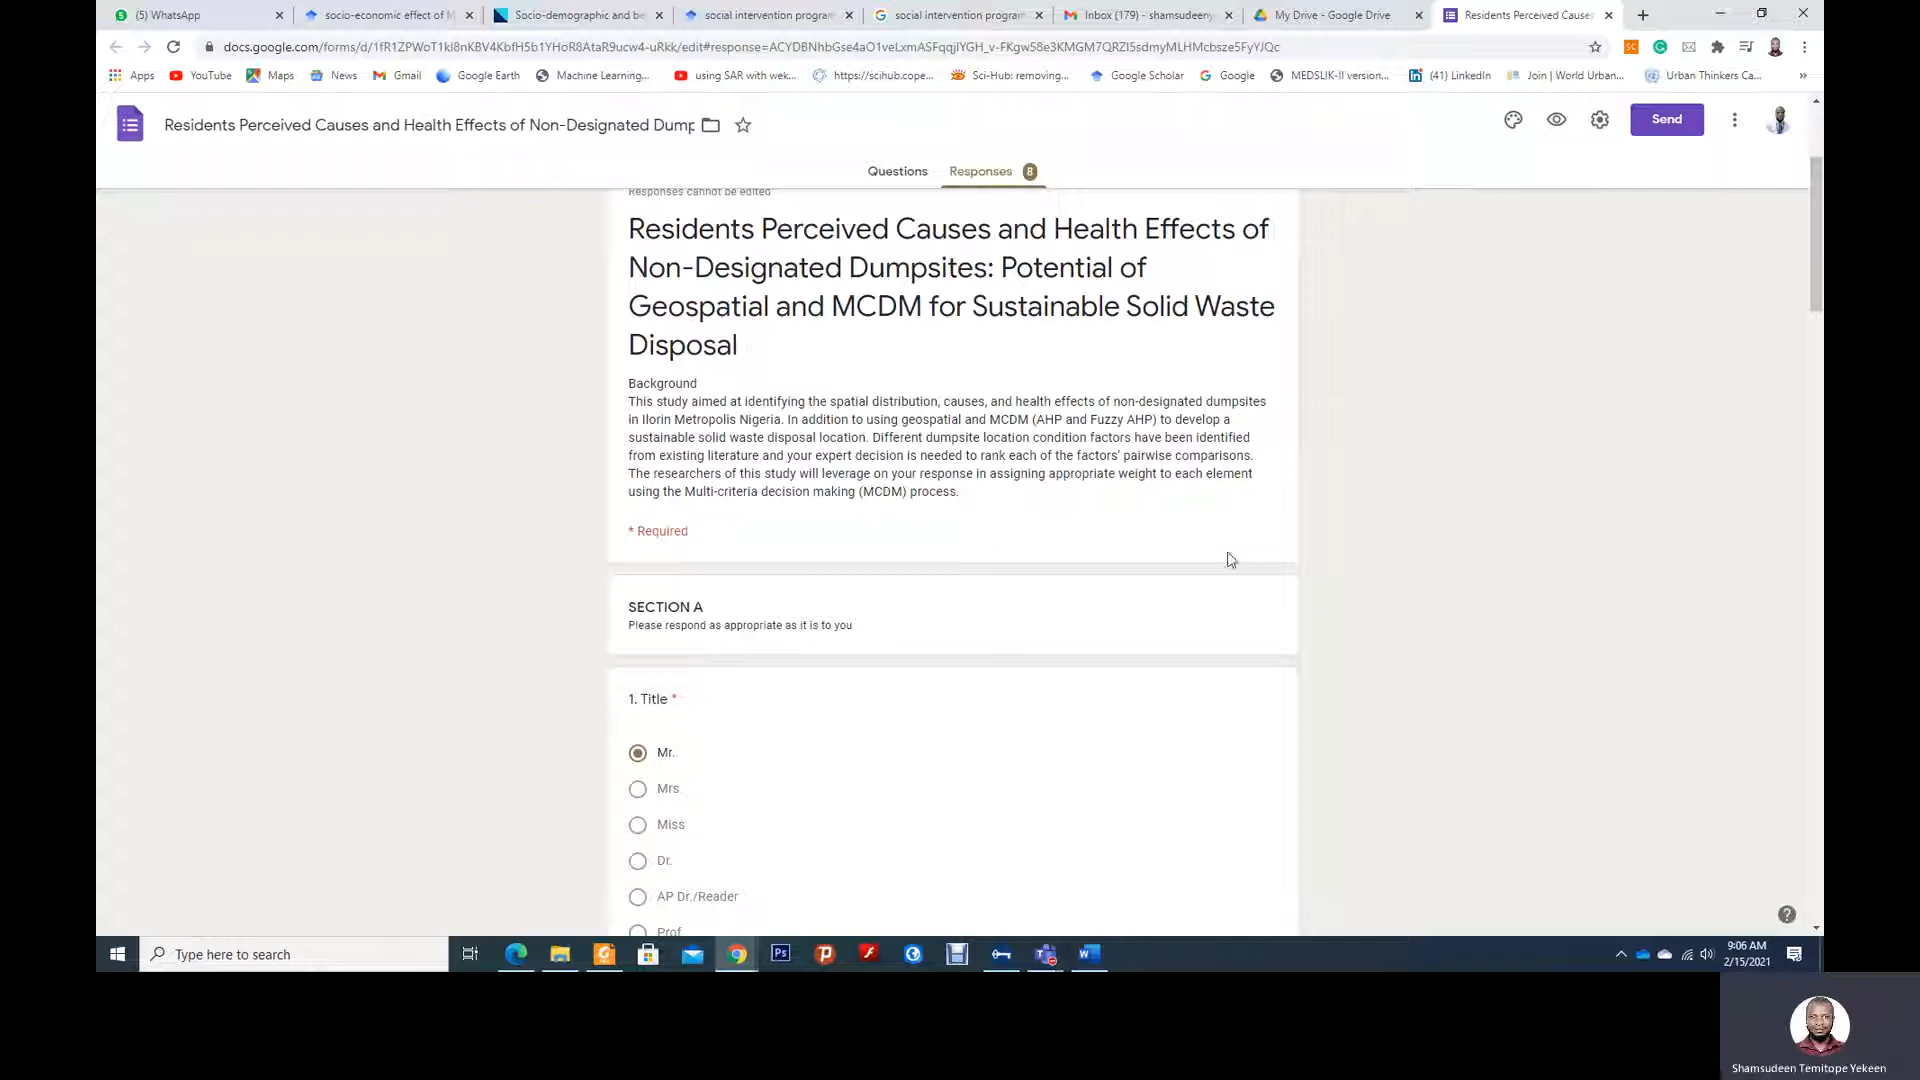 (5) WhatsApp
socio-economic effect of M
Socio-demographic and be
social intervention program
social intervention program
Inbox (179) - shamsudeeny
My Drive - Google Drive
Residents Perceived Causes
docs.google.com/forms/d/1fR1ZPWoT1kl8nKBV4KbfH5b1YHoR8AtaR9ucw4-uRkk/edit#response=ACYDBNhbGse4aO1veLxmASFqqjIYGH_v-FKgw58e3KMGM7QRZI5sdmyMLHMcbsze5FyYJQc
Apps
YouTube
Maps
News
Gmail
Google Earth
Machine Learning...
using SAR with wek...
https://scihub.cope...
Sci-Hub: removing...
Google Scholar
Google
MEDSLIK-II version...
(41) LinkedIn
Join | World Urban...
Urban Thinkers Ca...
»
Residents Perceived Causes and Health Effects of Non-Designated Dump
Send
Questions
Responses
8
Responses cannot be edited
Residents Perceived Causes and Health Effects of
Non-Designated Dumpsites: Potential of
Geospatial and MCDM for Sustainable Solid Waste
Disposal
Background
This study aimed at identifying the spatial distribution, causes, and health effects of non-designated dumpsites
in Ilorin Metropolis Nigeria. In addition to using geospatial and MCDM (AHP and Fuzzy AHP) to develop a
sustainable solid waste disposal location. Different dumpsite location condition factors have been identified
from existing literature and your expert decision is needed to rank each of the factors' pairwise comparisons.
The researchers of this study will leverage on your response in assigning appropriate weight to each element
using the Multi-criteria decision making (MCDM) process.
* Required
SECTION A
Please respond as appropriate as it is to you
1. Title *
Mr.
Mrs
Miss
Dr.
AP Dr./Reader
Prof
Type here to search
9:06 AM
2/15/2021
Shamsudeen Temitope Yekeen